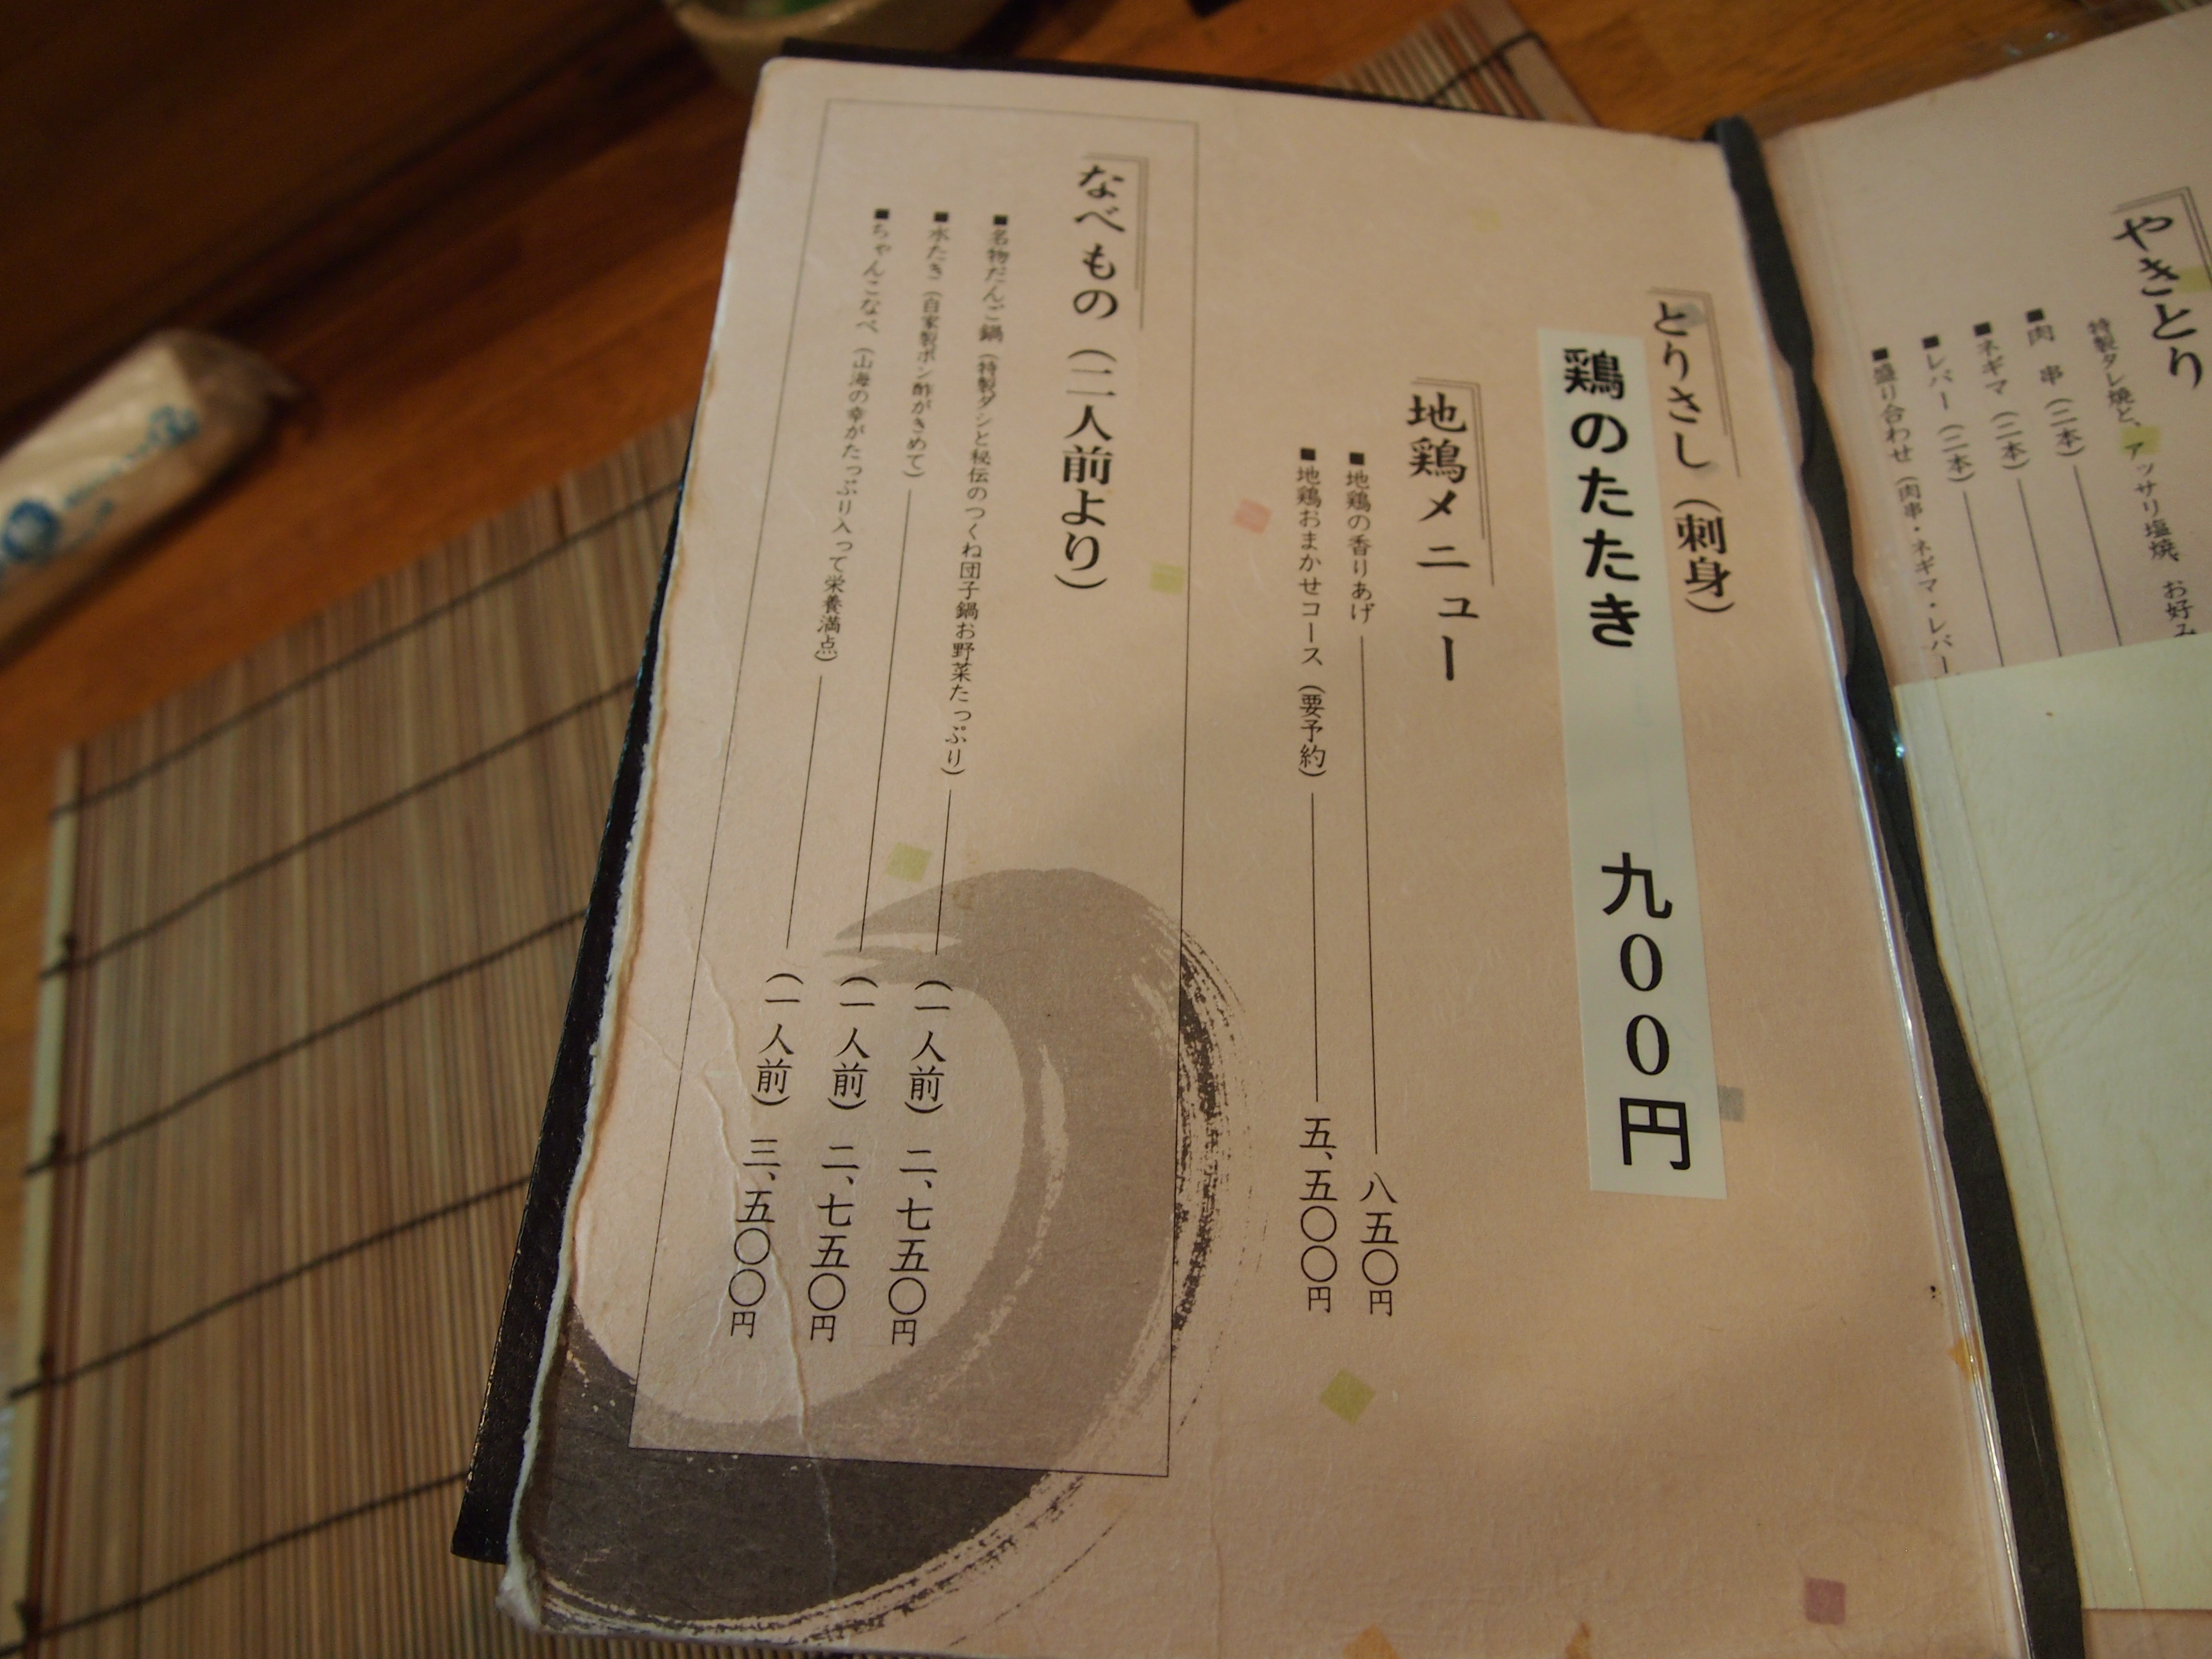 やきとり
特製タレ焼と、アッサリ塩焼、お好み
■肉 串（二本）
■ネギマ（二本）
■レバー（二本）
■盛り合わせ（肉串・ネギマ・レバー
とりさし（刺身）
鶏のたたき 九00円
地鶏メニュー
■地鶏の香りあげ 八五〇円
■地鶏おまかせコース（要予約） 五、五〇〇円
なべもの（二人前より）
■名物だんご鍋（特製ダシと秘伝のつくね団子鍋お野菜たっぷり）（一人前）二、七五〇円
■水たき（自家製ポン酢がきめて）（一人前）二、七五〇円
■ちゃんこなべ（山海の幸がたっぷり入って栄養満点）（一人前）三、五〇〇円